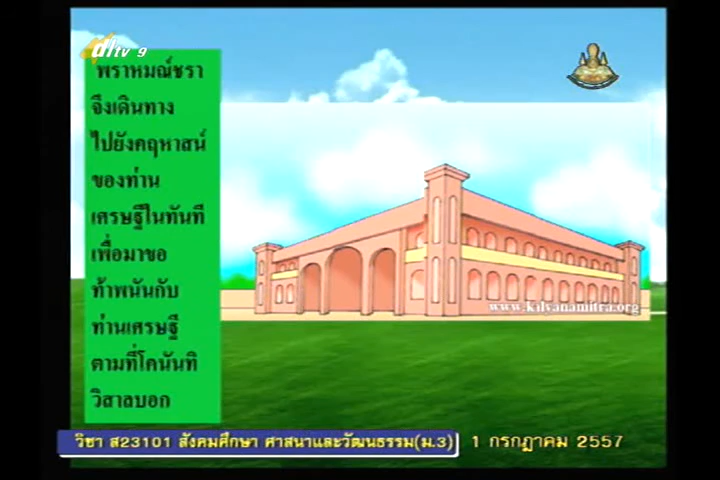 dltv 9
พราหมณ์ชรา
จึงเดินทาง
ไปยังคฤหาสน์
ของท่าน
เศรษฐีในทันที
เพื่อมาขอ
ท้าพนันกับ
ท่านเศรษฐี
ตามที่โคนันทิ
วิสาลบอก
www.kalyanamitra.org
วิชา ส23101 สังคมศึกษา ศาสนาและวัฒนธรรม(ม.3)
1 กรกฎาคม 2557